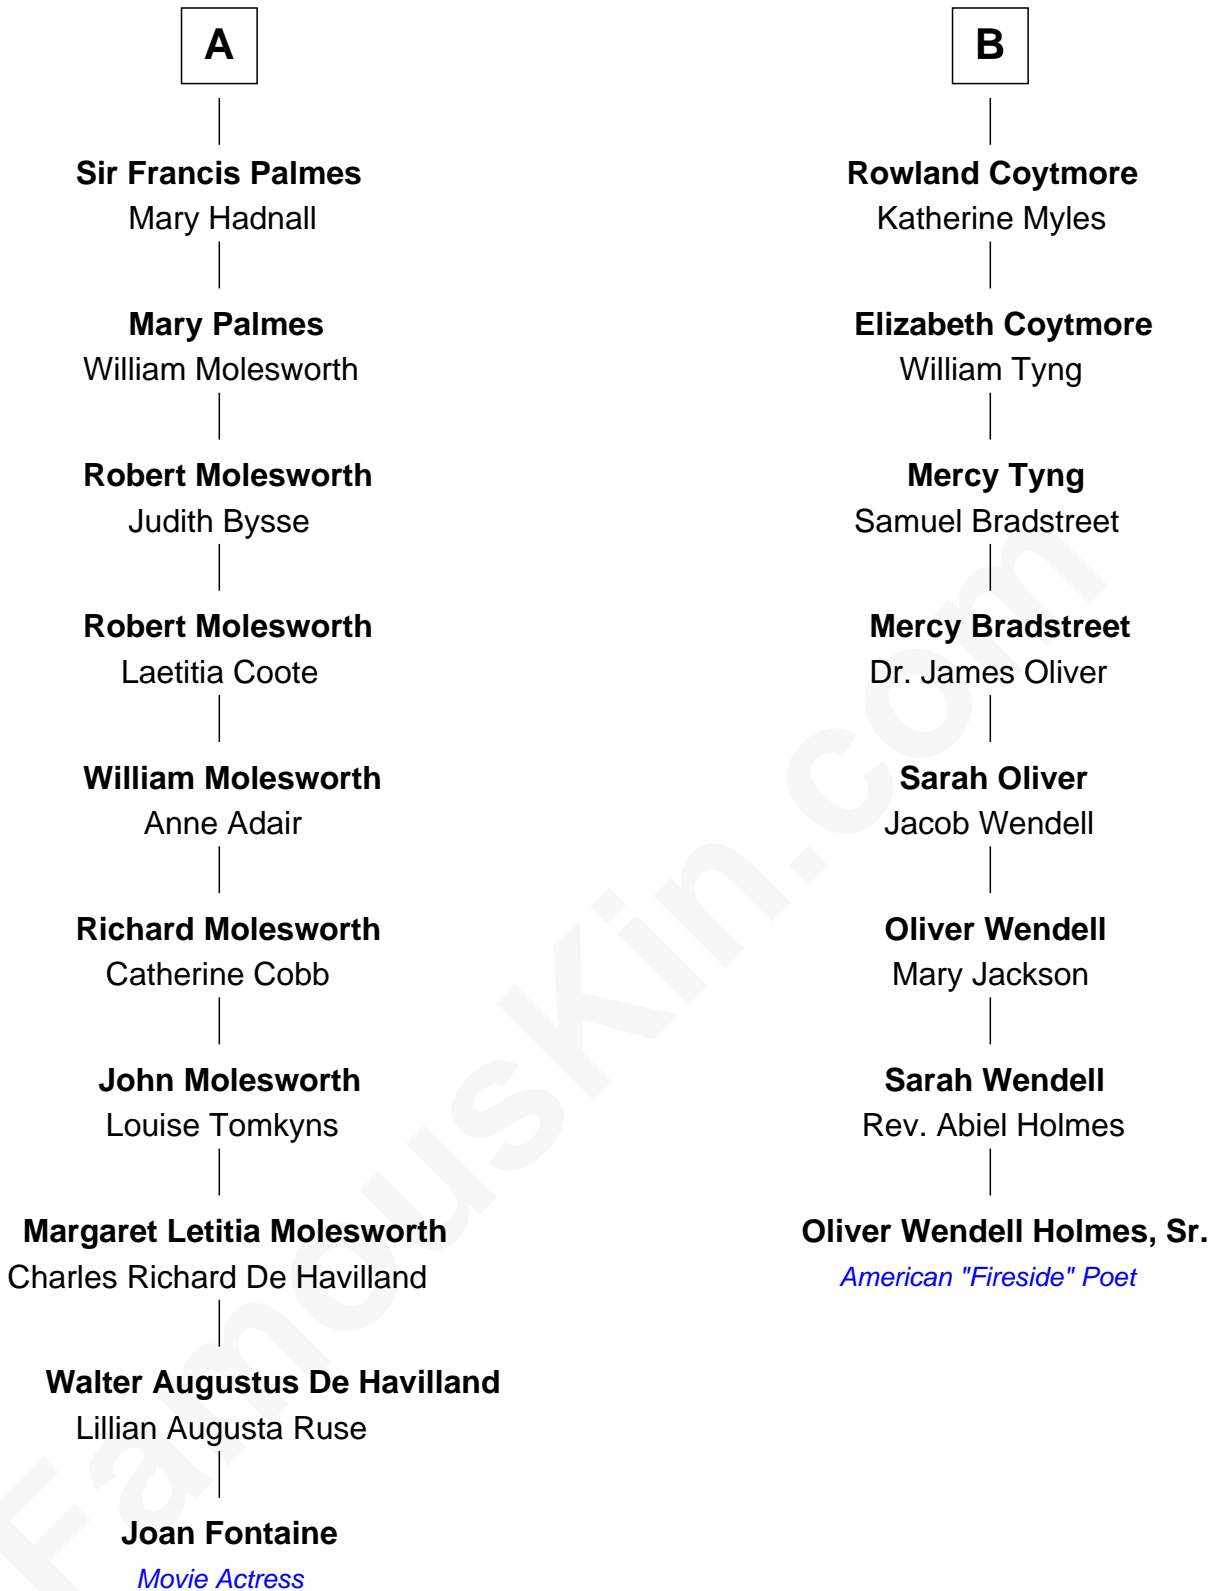 A
Sir Francis Palmes
Mary Hadnall
Mary Palmes
William Molesworth
Robert Molesworth
Judith Bysse
Robert Molesworth
Laetitia Coote
William Molesworth
Anne Adair
Richard Molesworth
Catherine Cobb
John Molesworth
Louise Tomkyns
Margaret Letitia Molesworth
Charles Richard De Havilland
Walter Augustus De Havilland
Lillian Augusta Ruse
Joan Fontaine
Movie Actress
B
Rowland Coytmore
Katherine Myles
Elizabeth Coytmore
William Tyng
Mercy Tyng
Samuel Bradstreet
Mercy Bradstreet
Dr. James Oliver
Sarah Oliver
Jacob Wendell
Oliver Wendell
Mary Jackson
Sarah Wendell
Rev. Abiel Holmes
Oliver Wendell Holmes, Sr.
American "Fireside" Poet
FamousKin.com